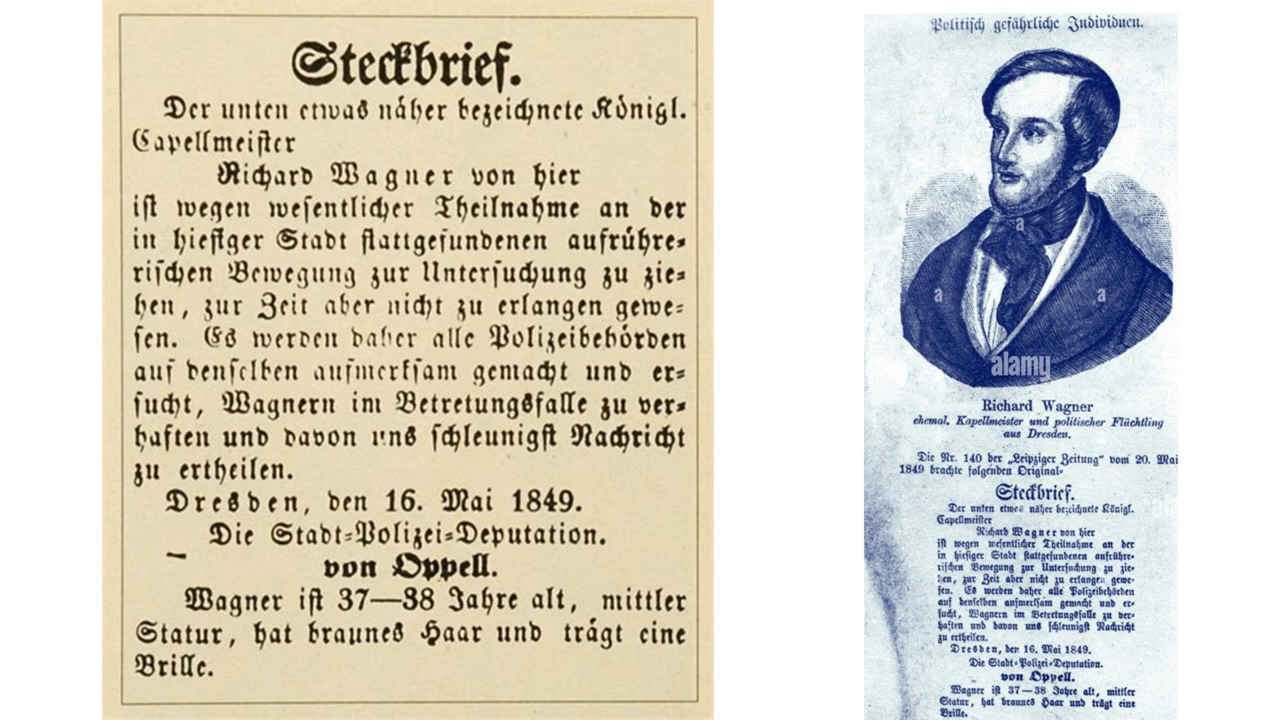 Steckbrief.
Der unten etwas näher bezeichnete Königl.
Capellmeister
Richard Wagner von hier
ist wegen wesentlicher Theilnahme an der
in hiesiger Stadt stattgefundenen aufrühre=
rischen Bewegung zur Untersuchung zu zie=
hen, zur Zeit aber nicht zu erlangen gewe=
sen. Es werden daher alle Polizeibehörden
auf denselben aufmerksam gemacht und er=
sucht, Wagnern im Betretungsfalle zu ver=
haften und davon uns schleunigst Nachricht
zu ertheilen.
Dresden, den 16. Mai 1849.
Die Stadt=Polizei=Deputation.
von Oppell.
Wagner ist 37—38 Jahre alt, mittler
Statur, hat braunes Haar und trägt eine
Brille.
Politisch gefährliche Individuen.
a
a
a
a
alamy
Richard Wagner
ehemal. Kapellmeister und politischer Flüchtling
aus Dresden.
Die Nr. 140 der „Leipziger Zeitung“ vom 20. Mai
1849 brachte folgenden Original=
Steckbrief.
Der unten etwas näher bezeichnete Königl.
Capellmeister
Richard Wagner von hier
ist wegen wesentlicher Theilnahme an der
in hiesiger Stadt stattgefundenen aufrühre=
rischen Bewegung zur Untersuchung zu zie=
hen, zur Zeit aber nicht zu erlangen gewe=
sen. Es werden daher alle Polizeibehörden
auf denselben aufmerksam gemacht und er=
sucht, Wagnern im Betretungsfalle zu ver=
haften und davon uns schleunigst Nachricht
zu ertheilen.
Dresden, den 16. Mai 1849.
Die Stadt=Polizei=Deputation.
von Oppell.
Wagner ist 37—38 Jahre alt, mittler
Statur, hat braunes Haar und trägt eine
Brille.